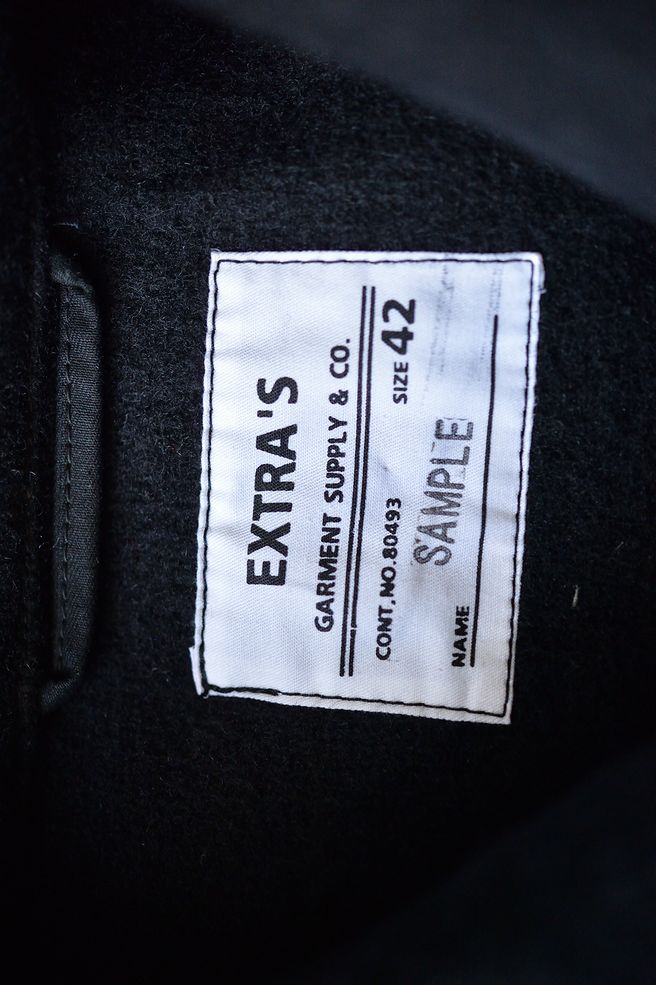 EXTRA'S
GARMENT SUPPLY & CO.
CONT,NO.80493 SIZE 42
SAMPLE
NAME